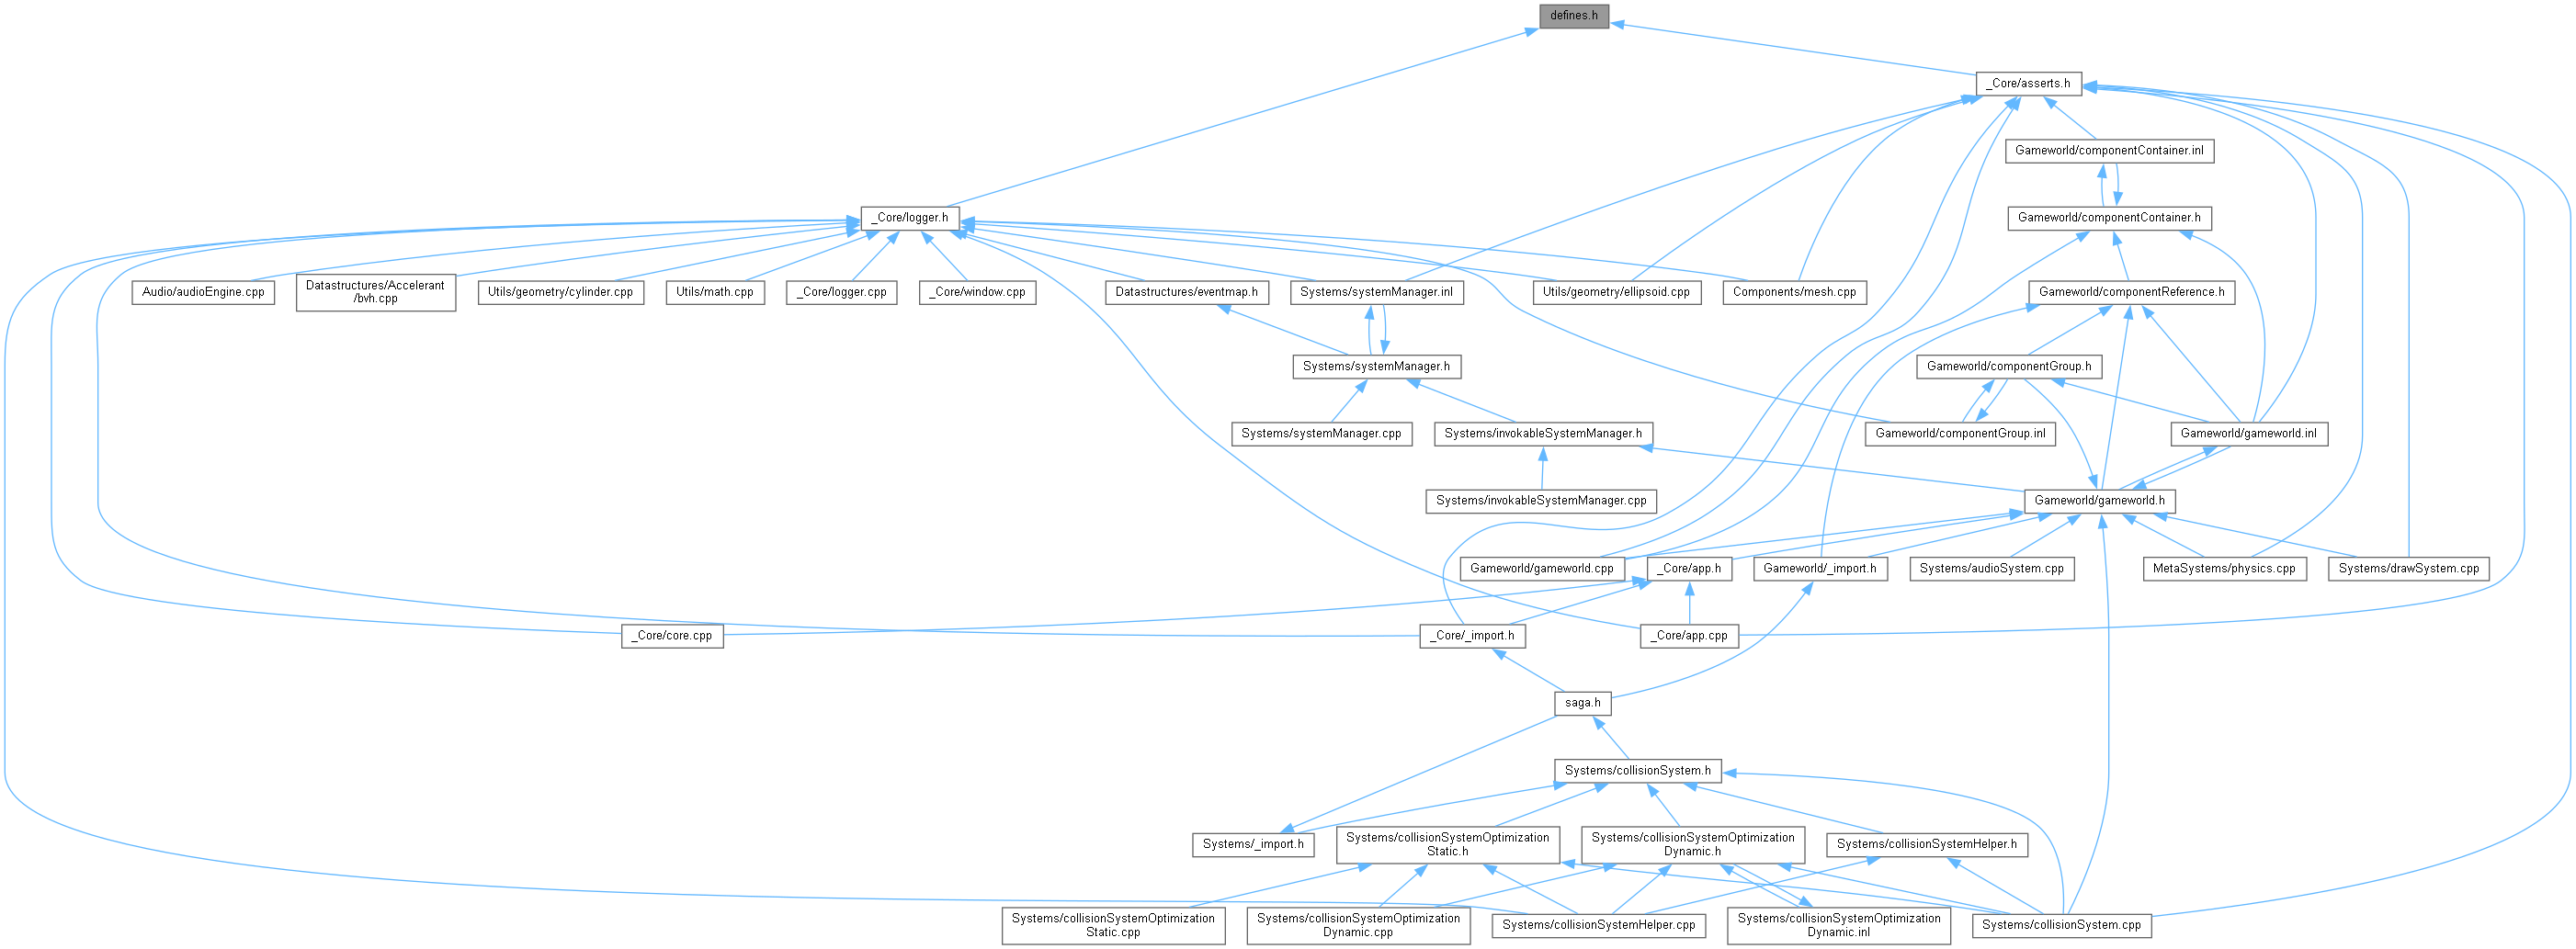 defines.h
_Core/asserts.h
Gameworld/componentContainer.inl
_Core/logger.h
Gameworld/componentContainer.h
Audio/audioEngine.cpp
Datastructures/Accelerant
/bvh.cpp
Utils/geometry/cylinder.cpp
Utils/math.cpp
_Core/logger.cpp
_Core/window.cpp
Datastructures/eventmap.h
Systems/systemManager.inl
Utils/geometry/ellipsoid.cpp
Components/mesh.cpp
Gameworld/componentReference.h
Systems/systemManager.h
Gameworld/componentGroup.h
Systems/systemManager.cpp
Systems/invokableSystemManager.h
Gameworld/componentGroup.inl
Gameworld/gameworld.inl
Systems/invokableSystemManager.cpp
Gameworld/gameworld.h
Gameworld/gameworld.cpp
_Core/app.h
Gameworld/_import.h
Systems/audioSystem.cpp
MetaSystems/physics.cpp
Systems/drawSystem.cpp
_Core/core.cpp
_Core/_import.h
_Core/app.cpp
saga.h
Systems/collisionSystem.h
Systems/_import.h
Systems/collisionSystemOptimization
Static.h
Systems/collisionSystemOptimization
Dynamic.h
Systems/collisionSystemHelper.h
Systems/collisionSystemOptimization
Static.cpp
Systems/collisionSystemOptimization
Dynamic.cpp
Systems/collisionSystemHelper.cpp
Systems/collisionSystemOptimization
Dynamic.inl
Systems/collisionSystem.cpp